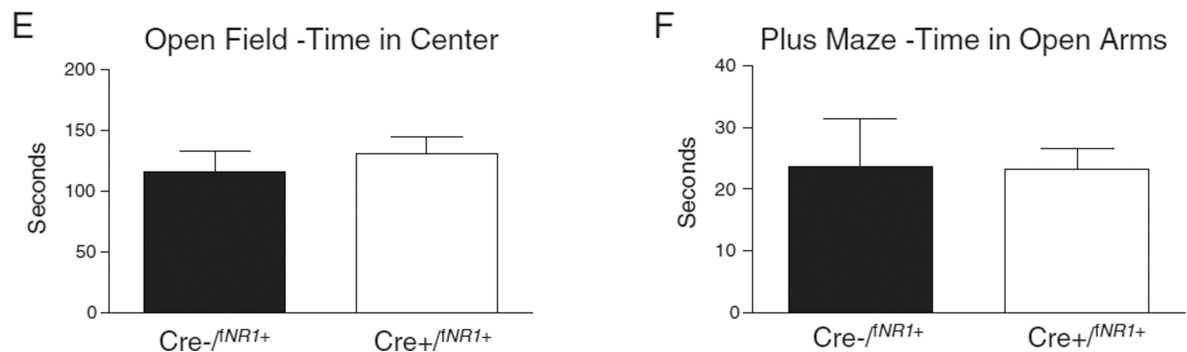 E
Open Field -Time in Center
Seconds
200
150
100
50
0
Cre-/fNR1+
Cre+/fNR1+
F
Plus Maze -Time in Open Arms
Seconds
40
30
20
10
0
Cre-/fNR1+
Cre+/fNR1+